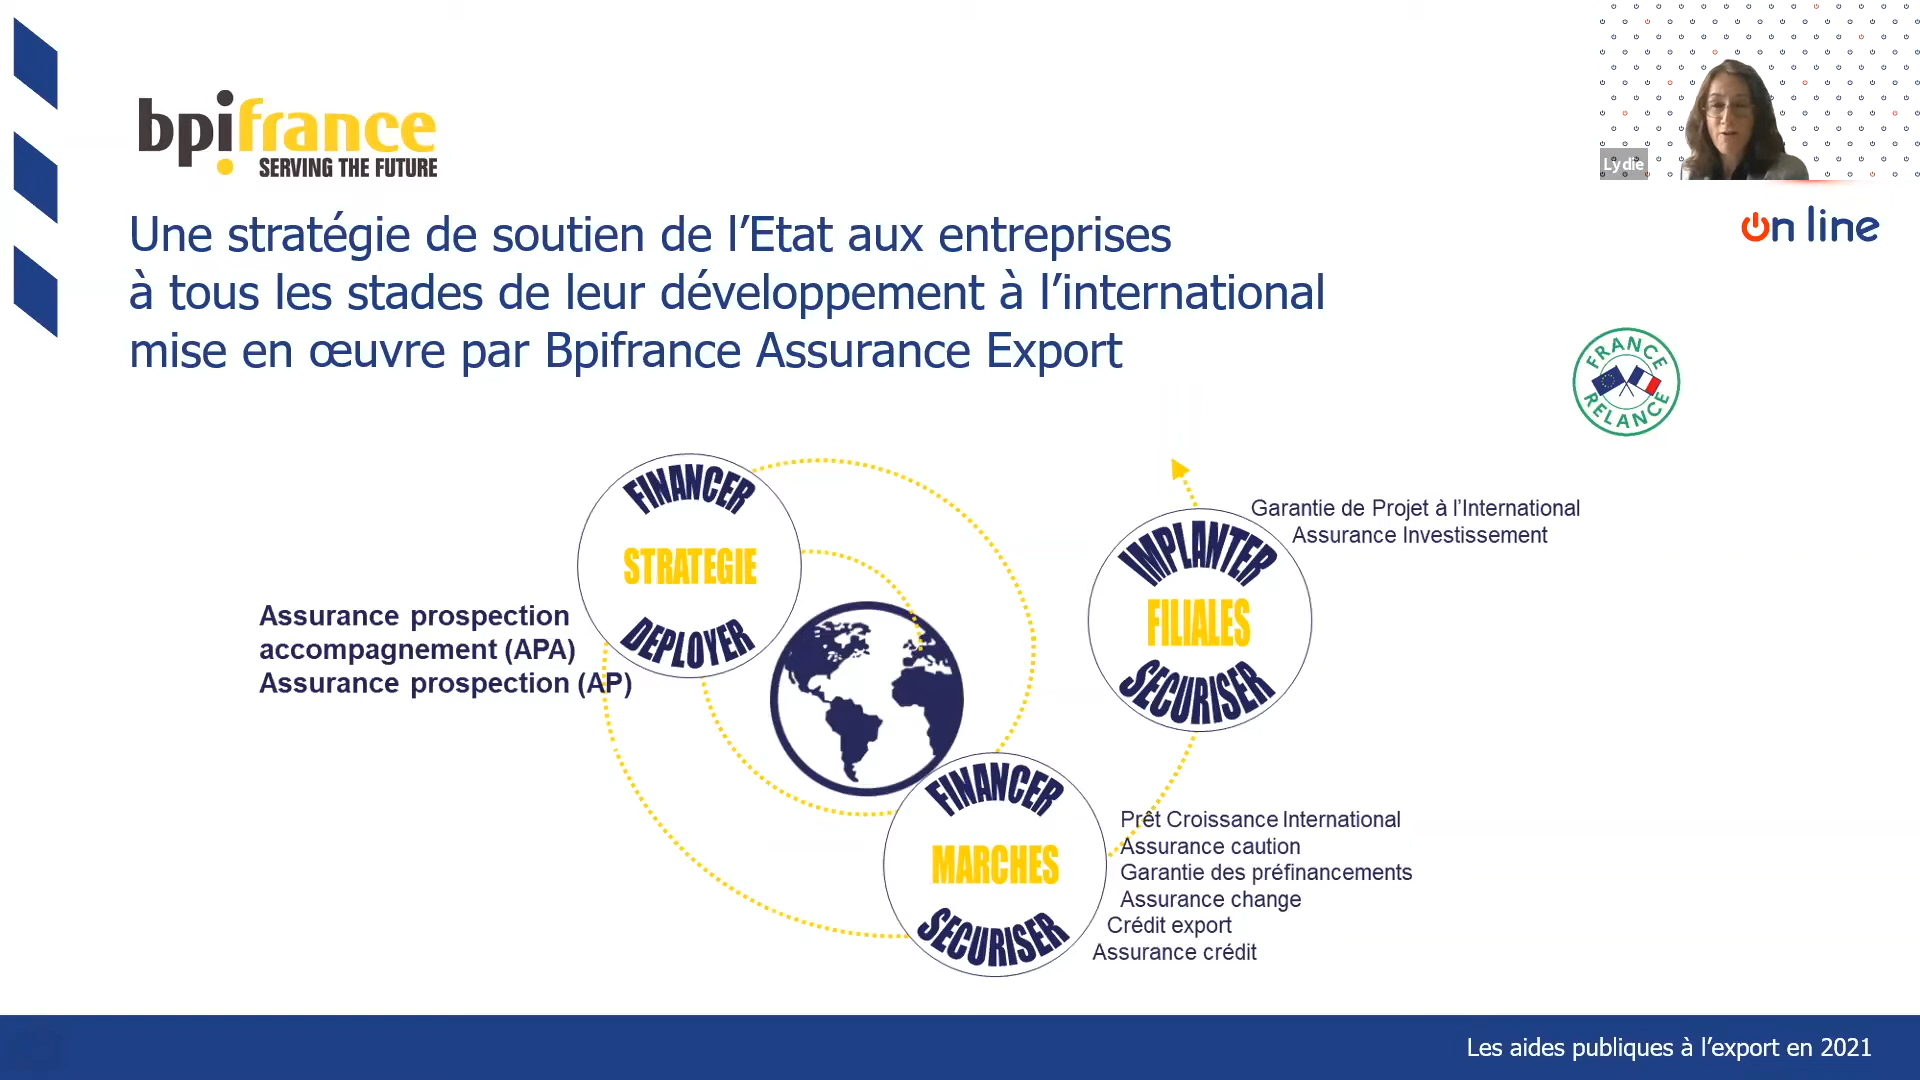 bpifrance
SERVING THE FUTURE
Lydie
On line
Une stratégie de soutien de l’Etat aux entreprises
à tous les stades de leur développement à l’international
mise en œuvre par Bpifrance Assurance Export
FRANCE
RELANCE
FINANCER
STRATEGIE
DEPLOYER
Assurance prospection
accompagnement (APA)
Assurance prospection (AP)
Garantie de Projet à l’International
Assurance Investissement
IMPLANTER
FILIALES
SECURISER
FINANCER
MARCHES
SECURISER
Prêt Croissance International
Assurance caution
Garantie des préfinancements
Assurance change
Crédit export
Assurance crédit
Les aides publiques à l’export en 2021